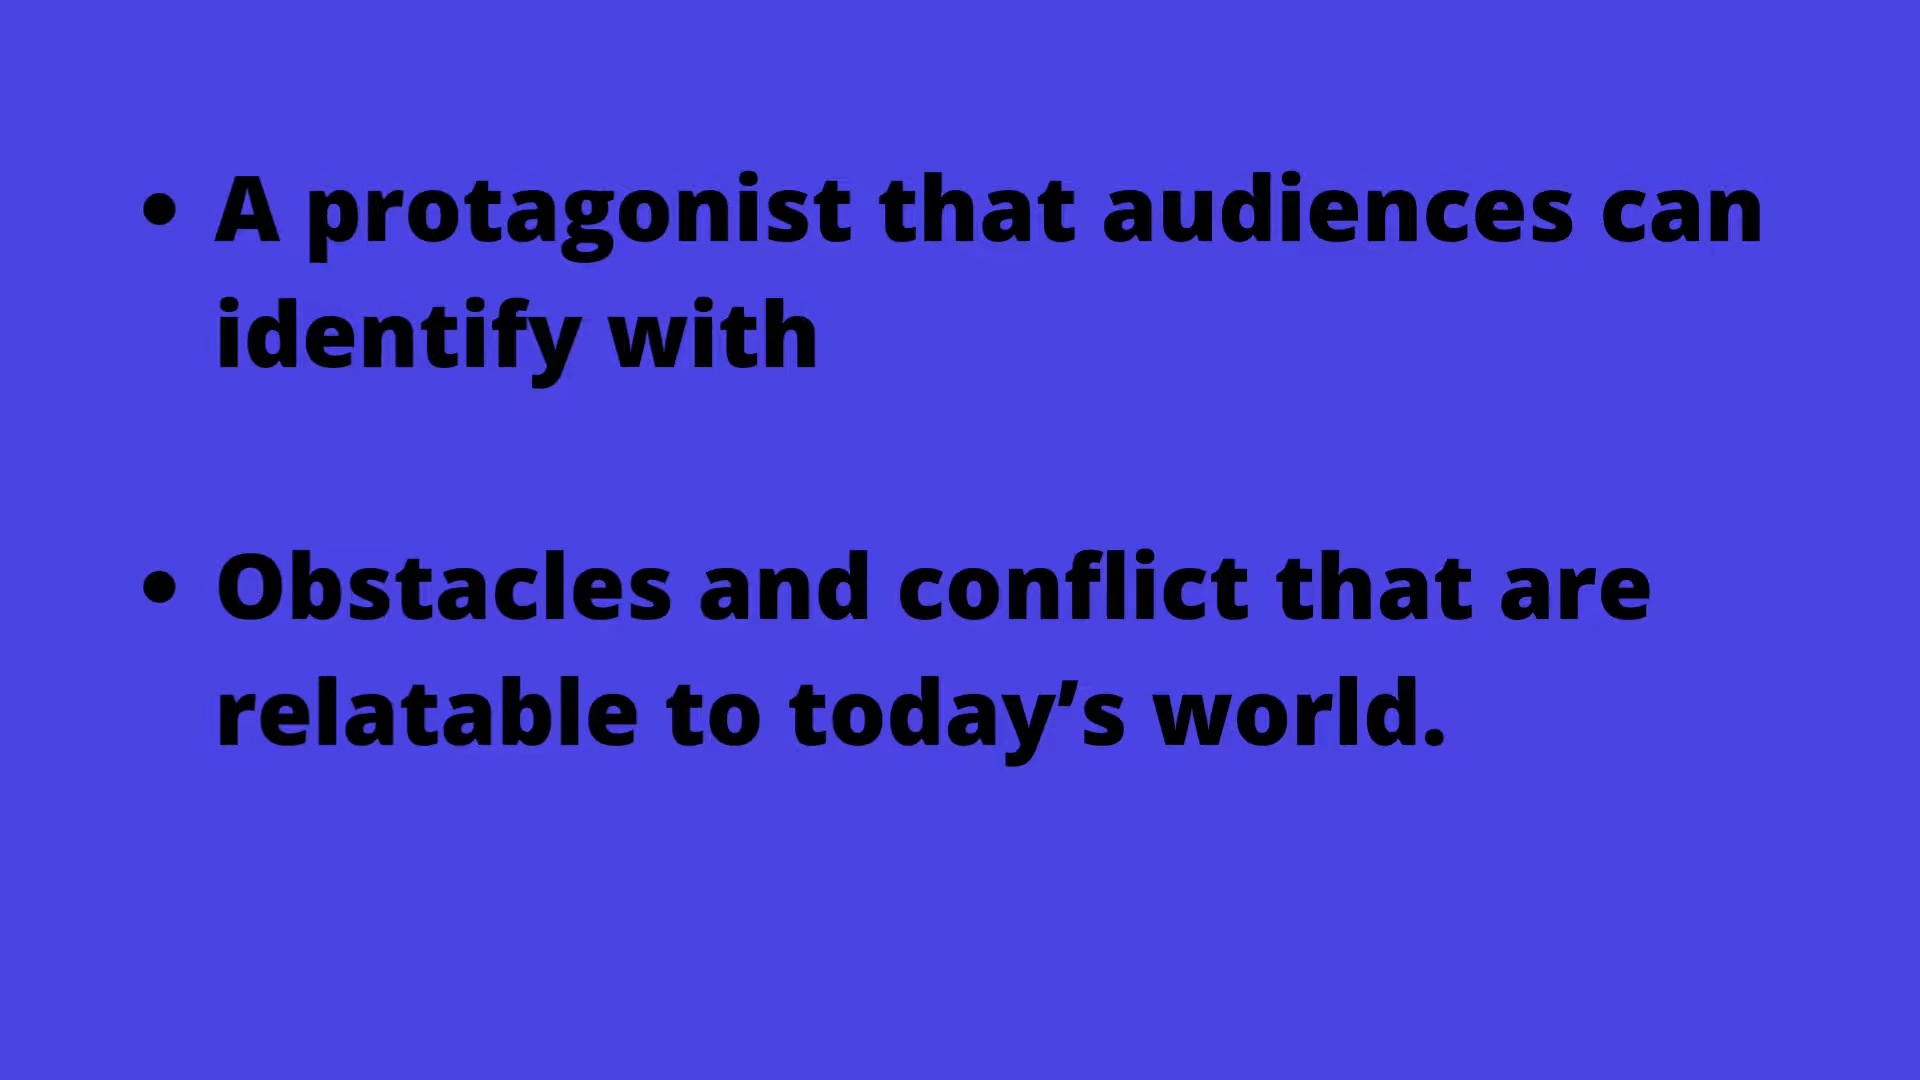 • A protagonist that audiences can
identify with
• Obstacles and conflict that are
relatable to today’s world.